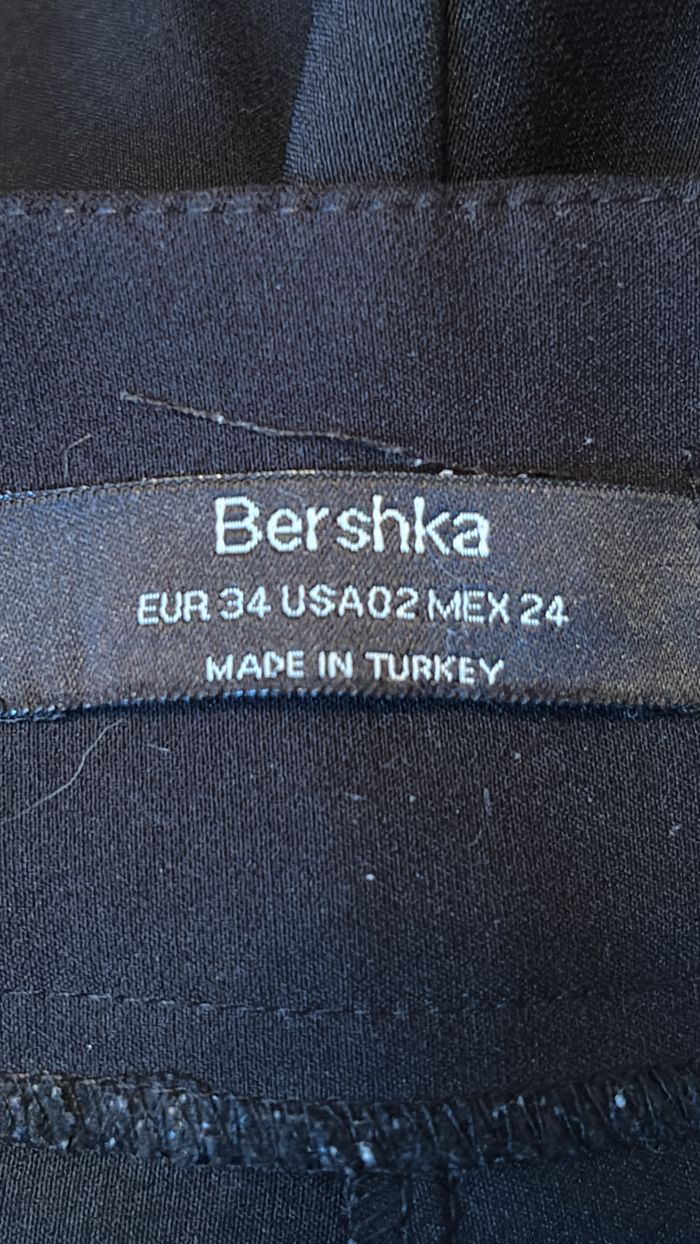 Bershka
EUR 34 USA02 MEX 24
MADE IN TURKEY